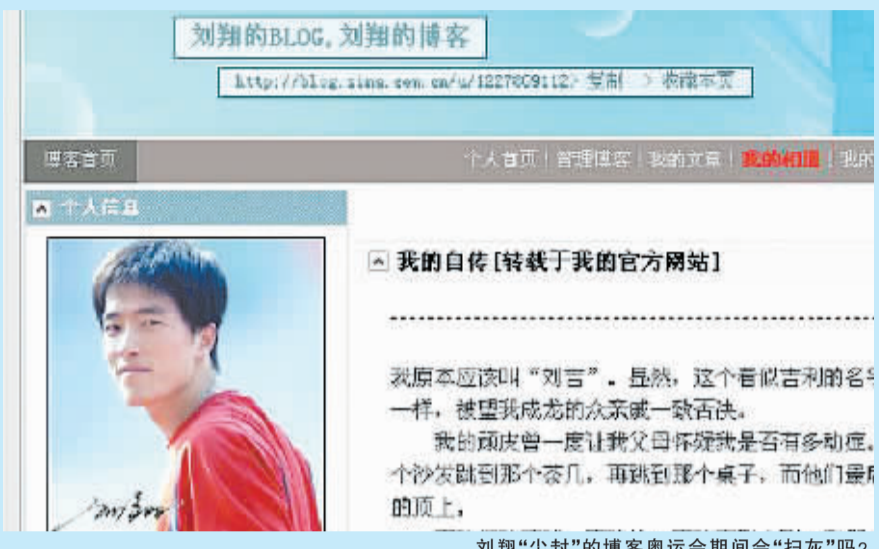 刘翔的BLOG,刘翔的博客
http://blog.sina.com.cn/u/1227809112> 复制 > 收藏本页
博客首页
个人首页 | 管理博客 | 我的文章 | 我的相册 | 我的
个人信息
我的自传[转载于我的官方网站]
我原本应该叫“刘吉”。显然，这个看似吉利的名字
一样，被望我成龙的众亲戚一致否决。
我的顽皮曾一度让我父母怀疑我是否有多动症。
个沙发跳到那个茶几，再跳到那个桌子，而他们最后
的顶上，
刘翔“尘封”的博客奥运会期间会“扫灰”吗?